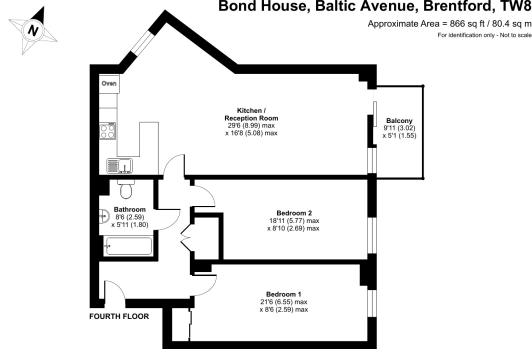 Bond House, Baltic Avenue, Brentford, TW8
Approximate Area = 866 sq ft / 80.4 sq m
For identification only - Not to scale
N
Oven
Kitchen /
Reception Room
29'6 (8.99) max
x 16'8 (5.08) max
Balcony
9'11 (3.02)
x 5'1 (1.55)
Bathroom
8'6 (2.59)
x 5'11 (1.80)
Bedroom 2
18'11 (5.77) max
x 8'10 (2.69) max
Bedroom 1
21'6 (6.55) max
x 8'6 (2.59) max
FOURTH FLOOR